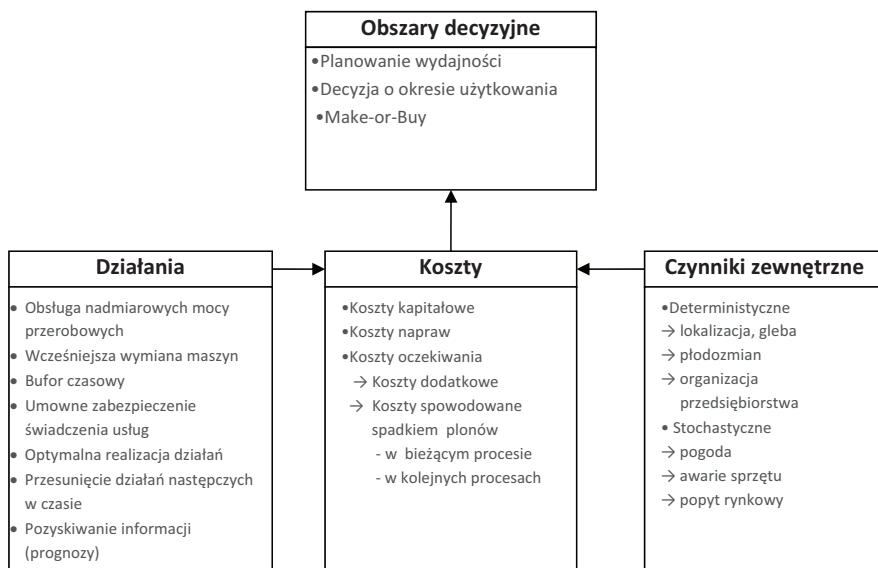 Obszary decyzyjne
•Planowanie wydajności
•Decyzja o okresie użytkowania
•Make-or-Buy
Działania
• Obsługa nadmiarowych mocy
przerobowych
• Wcześniejsza wymiana maszyn
• Bufor czasowy
• Umowne zabezpieczenie
świadczenia usług
• Optymalna realizacja działań
• Przesunięcie działań następczych
w czasie
• Pozyskiwanie informacji
(prognozy)
Koszty
•Koszty kapitałowe
•Koszty napraw
•Koszty oczekiwania
→ Koszty dodatkowe
→ Koszty spowodowane
spadkiem plonów
- w bieżącym procesie
- w kolejnych procesach
Czynniki zewnętrzne
•Deterministyczne
→ lokalizacja, gleba
→ płodozmian
→ organizacja
przedsiębiorstwa
• Stochastyczne
→ pogoda
→ awarie sprzętu
→ popyt rynkowy